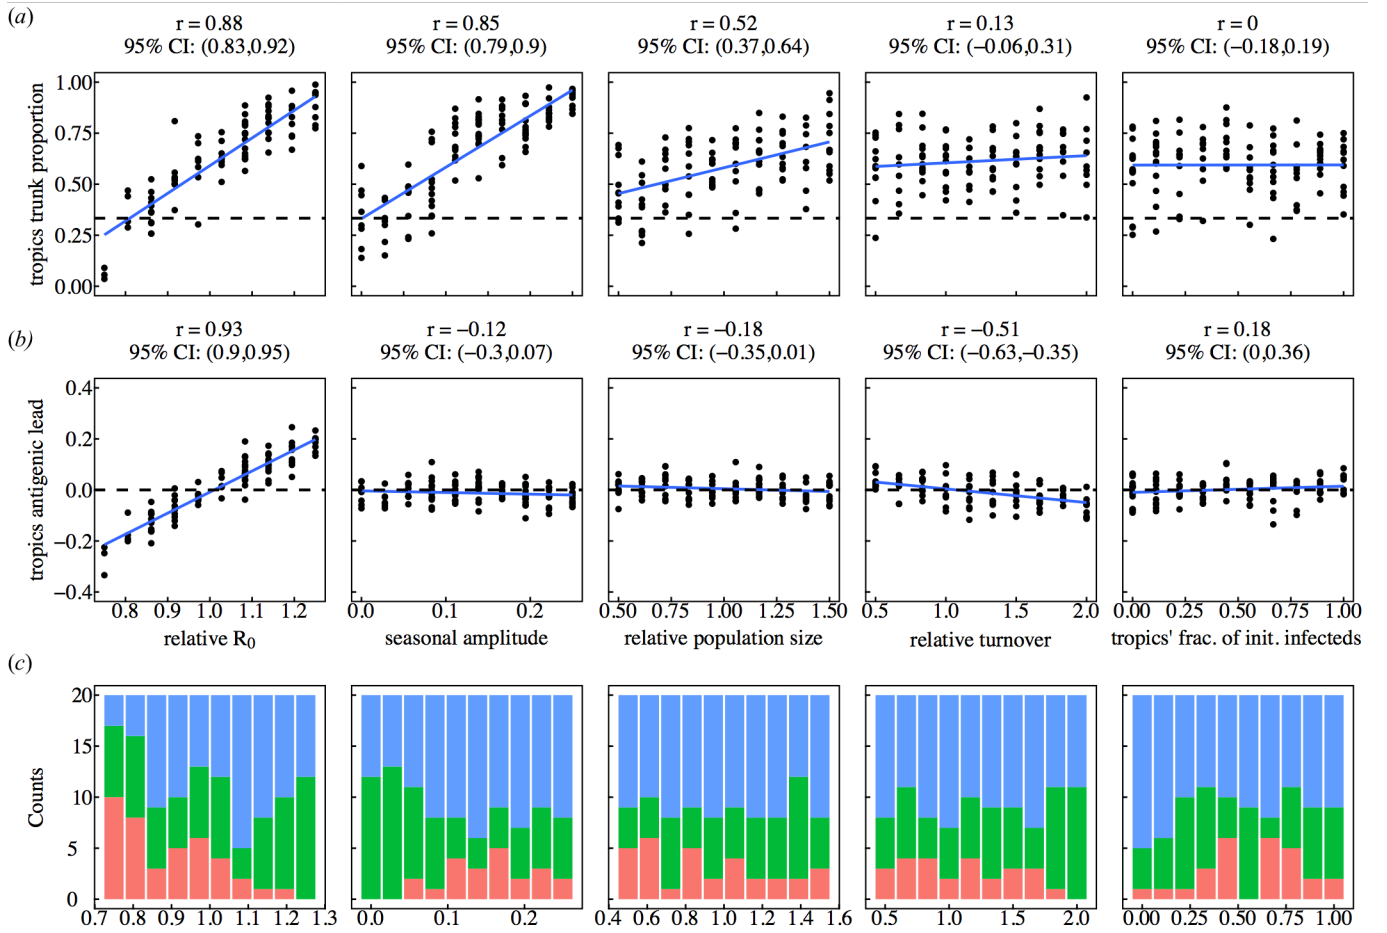 (a)
r = 0.88
95% CI: (0.83,0.92)
r = 0.85
95% CI: (0.79,0.9)
r = 0.52
95% CI: (0.37,0.64)
r = 0.13
95% CI: (−0.06,0.31)
r = 0
95% CI: (−0.18,0.19)
tropics trunk proportion
1.00
0.75
0.50
0.25
0.00
(b)
r = 0.93
95% CI: (0.9,0.95)
r = −0.12
95% CI: (−0.3,0.07)
r = −0.18
95% CI: (−0.35,0.01)
r = −0.51
95% CI: (−0.63,−0.35)
r = 0.18
95% CI: (0,0.36)
tropics antigenic lead
0.4
0.2
0.0
−0.2
−0.4
0.8 0.9 1.0 1.1 1.2
relative R0
0.0 0.1 0.2
seasonal amplitude
0.50 0.75 1.00 1.25 1.50
relative population size
0.5 1.0 1.5 2.0
relative turnover
0.00 0.25 0.50 0.75 1.00
tropics' frac. of init. infecteds
(c)
Counts
20
15
10
5
0
0.7 0.8 0.9 1.0 1.1 1.2 1.3
0.0 0.1 0.2
0.4 0.6 0.8 1.0 1.2 1.4 1.6
0.5 1.0 1.5 2.0
0.00 0.25 0.50 0.75 1.00